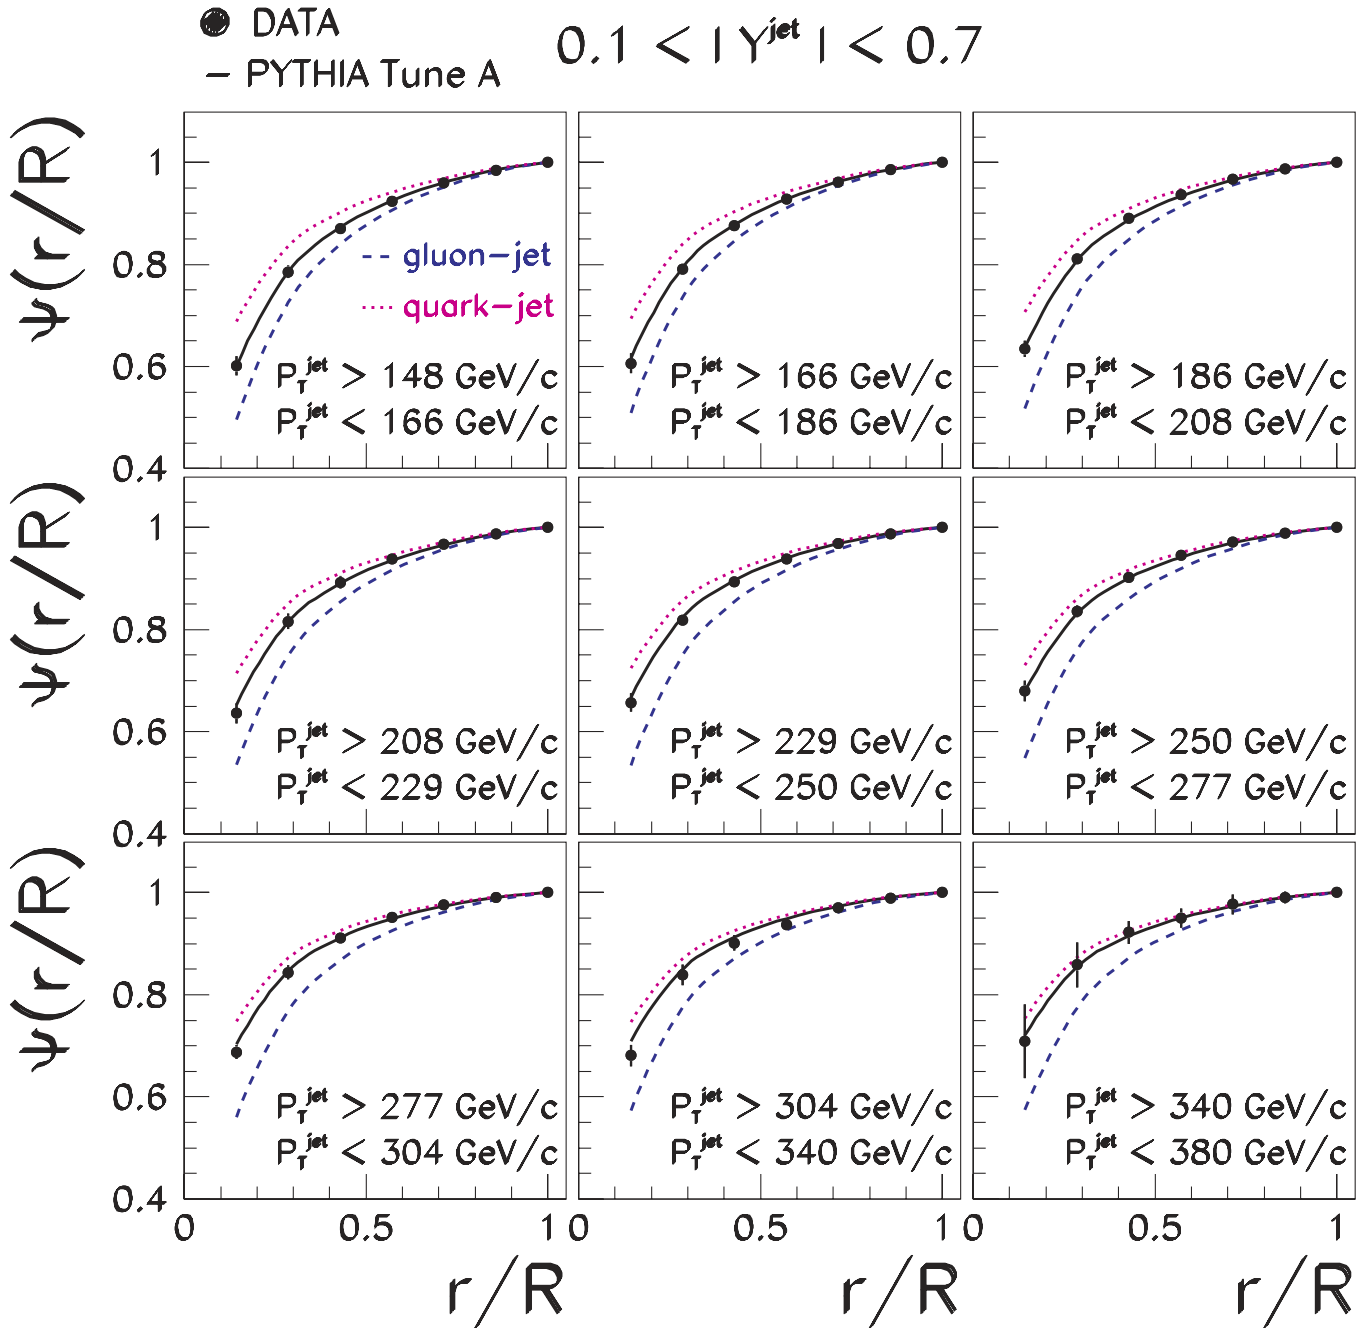 DATA
– PYTHIA Tune A
0.1 < | Y^jet | < 0.7
Ψ(r/R)
1
0.8
0.6
0.4
gluon–jet
quark–jet
P_T^jet > 148 GeV/c
P_T^jet < 166 GeV/c
P_T^jet > 166 GeV/c
P_T^jet < 186 GeV/c
P_T^jet > 186 GeV/c
P_T^jet < 208 GeV/c
Ψ(r/R)
1
0.8
0.6
0.4
P_T^jet > 208 GeV/c
P_T^jet < 229 GeV/c
P_T^jet > 229 GeV/c
P_T^jet < 250 GeV/c
P_T^jet > 250 GeV/c
P_T^jet < 277 GeV/c
Ψ(r/R)
1
0.8
0.6
0.4
P_T^jet > 277 GeV/c
P_T^jet < 304 GeV/c
P_T^jet > 304 GeV/c
P_T^jet < 340 GeV/c
P_T^jet > 340 GeV/c
P_T^jet < 380 GeV/c
0 0.5 1 0 0.5 1 0 0.5 1
r/R r/R r/R